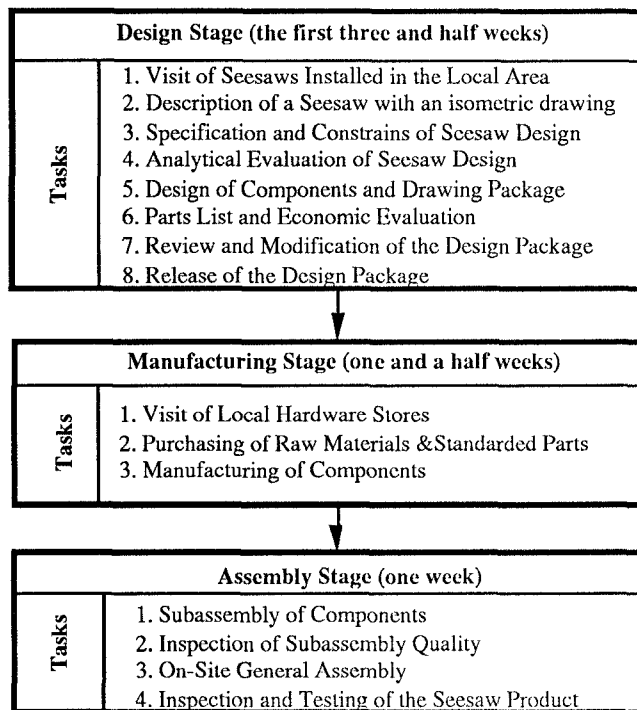 Design Stage (the first three and half weeks)
Tasks
1. Visit of Seesaws Installed in the Local Area
2. Description of a Seesaw with an isometric drawing
3. Specification and Constrains of Seesaw Design
4. Analytical Evaluation of Seesaw Design
5. Design of Components and Drawing Package
6. Parts List and Economic Evaluation
7. Review and Modification of the Design Package
8. Release of the Design Package
Manufacturing Stage (one and a half weeks)
Tasks
1. Visit of Local Hardware Stores
2. Purchasing of Raw Materials &Standarded Parts
3. Manufacturing of Components
Assembly Stage (one week)
Tasks
1. Subassembly of Components
2. Inspection of Subassembly Quality
3. On-Site General Assembly
4. Inspection and Testing of the Seesaw Product